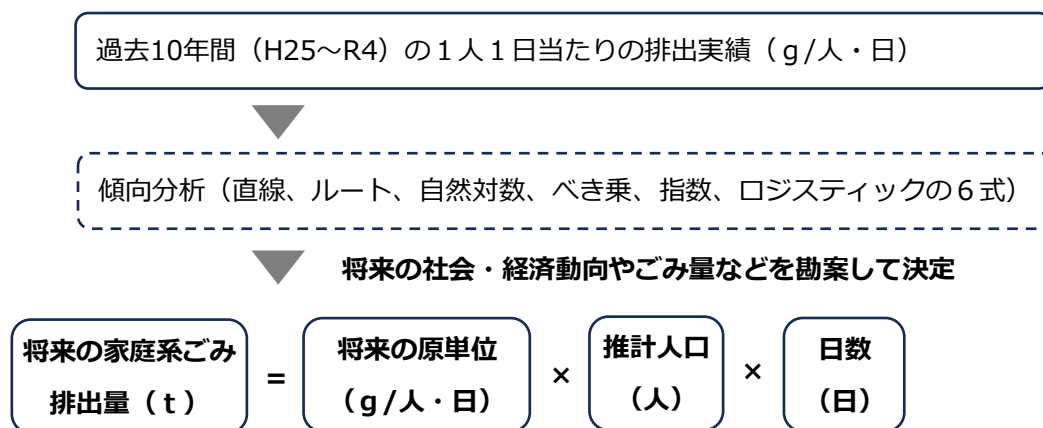 過去10年間（H25～R4）の１人１日当たりの排出実績（ｇ/人・日）
傾向分析（直線、ルート、自然対数、べき乗、指数、ロジスティックの６式）
将来の社会・経済動向やごみ量などを勘案して決定
将来の家庭系ごみ
排出量（ｔ）
=
将来の原単位
（ｇ/人・日）
×
推計人口
（人）
×
日数
（日）